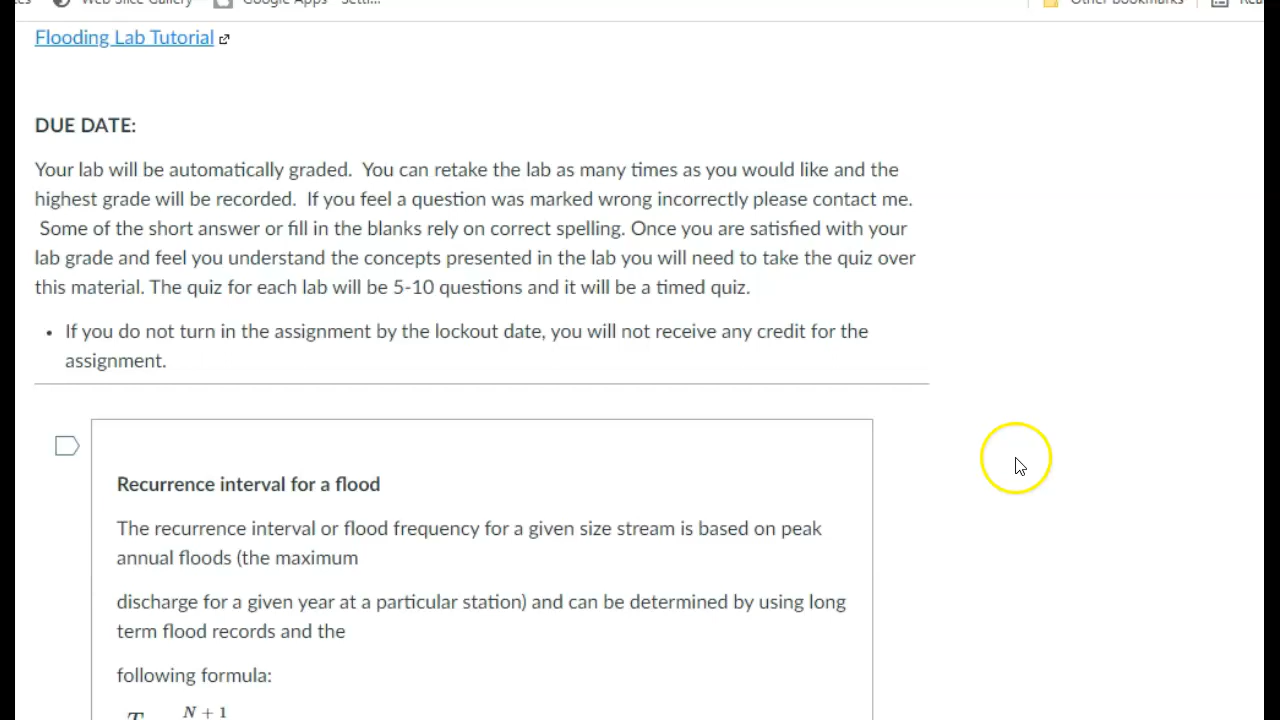 Web Slice Gallery Google Apps Other bookmarks
Flooding Lab Tutorial
DUE DATE:
Your lab will be automatically graded.  You can retake the lab as many times as you would like and the
highest grade will be recorded.  If you feel a question was marked wrong incorrectly please contact me.
Some of the short answer or fill in the blanks rely on correct spelling. Once you are satisfied with your
lab grade and feel you understand the concepts presented in the lab you will need to take the quiz over
this material. The quiz for each lab will be 5-10 questions and it will be a timed quiz.
• If you do not turn in the assignment by the lockout date, you will not receive any credit for the
assignment.
Recurrence interval for a flood
The recurrence interval or flood frequency for a given size stream is based on peak
annual floods (the maximum
discharge for a given year at a particular station) and can be determined by using long
term flood records and the
following formula:
N + 1